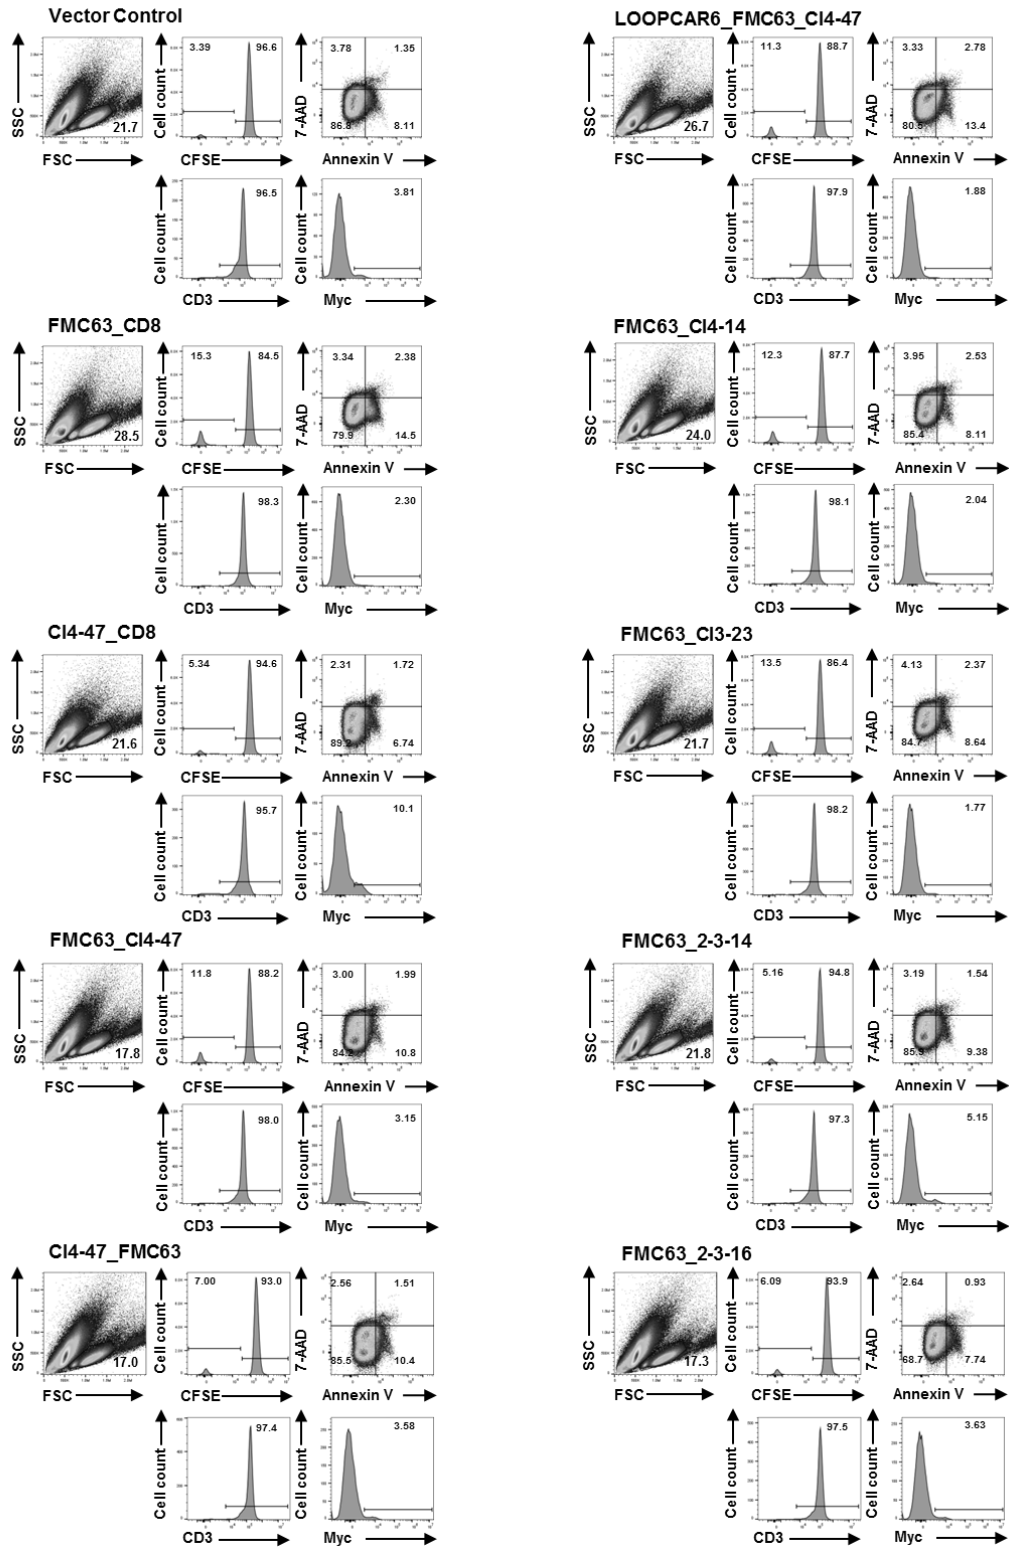 Vector Control
SSC
21.7
FSC
Cell count
3.39 96.6
CFSE
7-AAD
3.78 1.35
86.8 8.11
Annexin V
Cell count
96.5
CD3
Cell count
3.81
Myc
LOOPCAR6_FMC63_Cl4-47
SSC
26.7
FSC
Cell count
11.3 88.7
CFSE
7-AAD
3.33 2.78
80.5 13.4
Annexin V
Cell count
97.9
CD3
Cell count
1.88
Myc
FMC63_CD8
SSC
28.5
FSC
Cell count
15.3 84.5
CFSE
7-AAD
3.34 2.38
79.9 14.5
Annexin V
Cell count
98.3
CD3
Cell count
2.30
Myc
FMC63_Cl4-14
SSC
24.0
FSC
Cell count
12.3 87.7
CFSE
7-AAD
3.95 2.53
85.4 8.11
Annexin V
Cell count
98.1
CD3
Cell count
2.04
Myc
Cl4-47_CD8
SSC
21.6
FSC
Cell count
5.34 94.6
CFSE
7-AAD
2.31 1.72
6.74
Annexin V
Cell count
95.7
CD3
Cell count
10.1
Myc
FMC63_Cl3-23
SSC
21.7
FSC
Cell count
13.5 86.4
CFSE
7-AAD
4.13 2.37
8.64
Annexin V
Cell count
98.2
CD3
Cell count
1.77
Myc
FMC63_Cl4-47
SSC
17.8
FSC
Cell count
11.8 88.2
CFSE
7-AAD
3.00 1.99
84.2 10.8
Annexin V
Cell count
98.0
CD3
Cell count
3.15
Myc
FMC63_2-3-14
SSC
21.8
FSC
Cell count
5.16 94.8
CFSE
7-AAD
3.19 1.54
85.9 9.38
Annexin V
Cell count
97.3
CD3
Cell count
5.15
Myc
Cl4-47_FMC63
SSC
17.0
FSC
Cell count
7.00 93.0
CFSE
7-AAD
2.56 1.51
85.5 10.4
Annexin V
Cell count
97.4
CD3
Cell count
3.58
Myc
FMC63_2-3-16
SSC
17.3
FSC
Cell count
6.09 93.9
CFSE
7-AAD
2.64 0.93
68.7 7.74
Annexin V
Cell count
97.5
CD3
Cell count
3.63
Myc